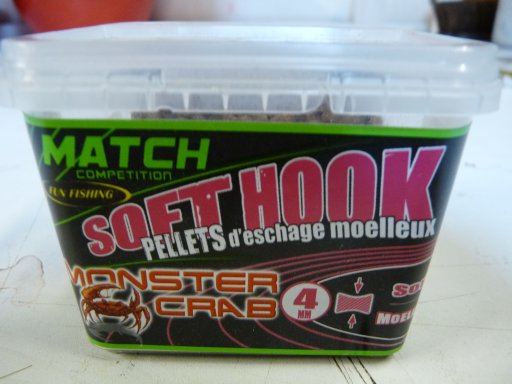 MATCH
COMPETITION
FUN FISHING
SOFT HOOK
PELLETS d'eschage moelleux
MONSTER
CRAB
4
MM